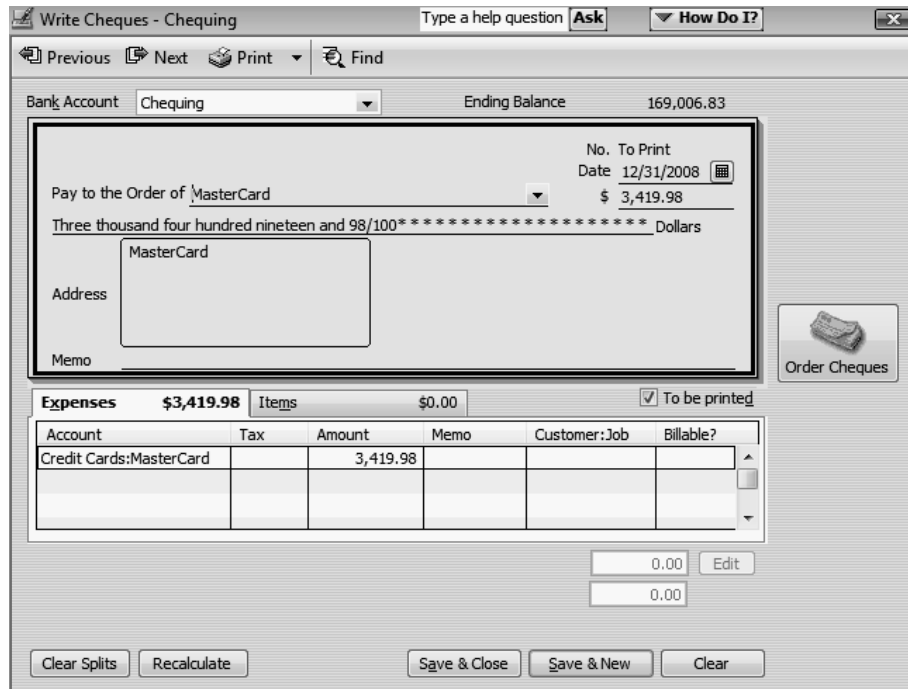 Write Cheques - Chequing Type a help question Ask How Do I?
Previous Next Print Find
Bank Account Chequing Ending Balance 169,006.83
No. To Print
Date 12/31/2008
Pay to the Order of MasterCard $ 3,419.98
Three thousand four hundred nineteen and 98/100* * * * * * * * * * * * * * * * * * * * * Dollars
MasterCard
Address
Memo
Order Cheques
Expenses $3,419.98 Items $0.00 To be printed
Account Tax Amount Memo Customer:Job Billable?
Credit Cards:MasterCard 3,419.98
0.00 Edit
0.00
Clear Splits Recalculate Save & Close Save & New Clear